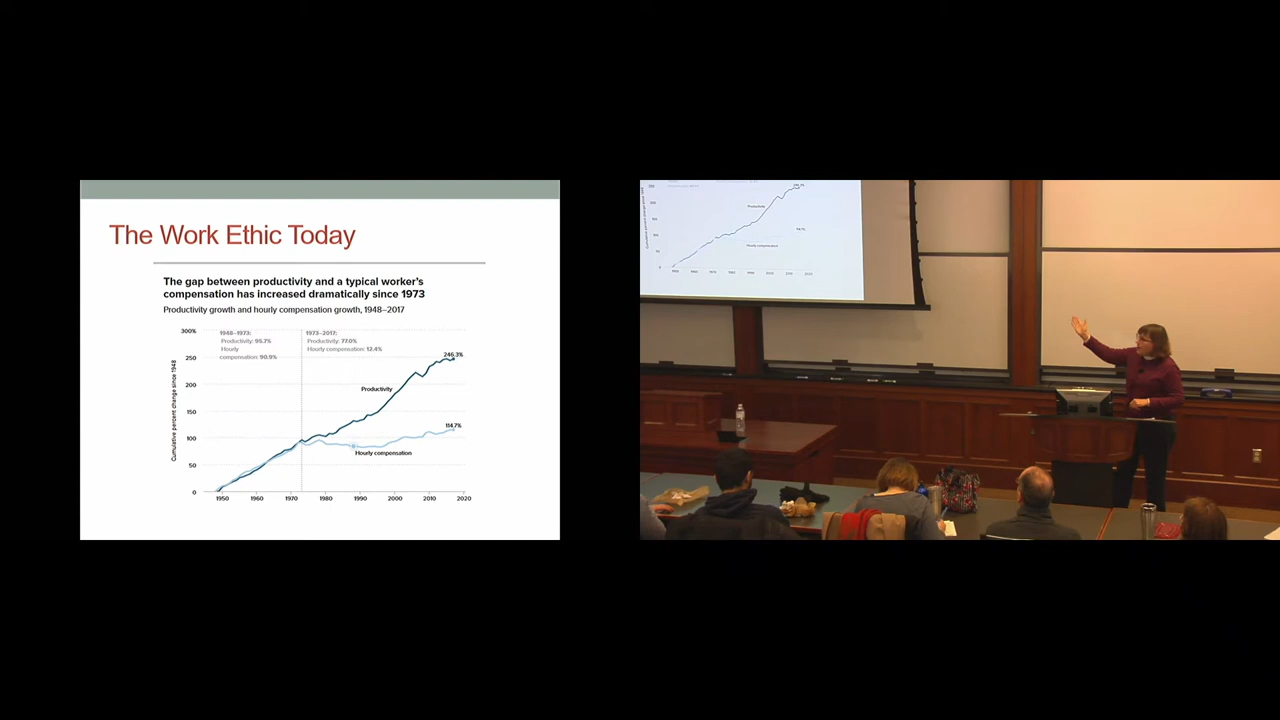 The Work Ethic Today
The gap between productivity and a typical worker's
compensation has increased dramatically since 1973
Productivity growth and hourly compensation growth, 1948–2017
300%
1948–1973:
Productivity: 95.7%
Hourly
compensation: 90.9%
1973–2017:
Productivity: 77.0%
Hourly compensation: 12.4%
Cumulative percent change since 1948
250
200
150
100
50
0
246.3%
Productivity
114.7%
Hourly compensation
1950
1960
1970
1980
1990
2000
2010
2020
Productivity
Hourly compensation